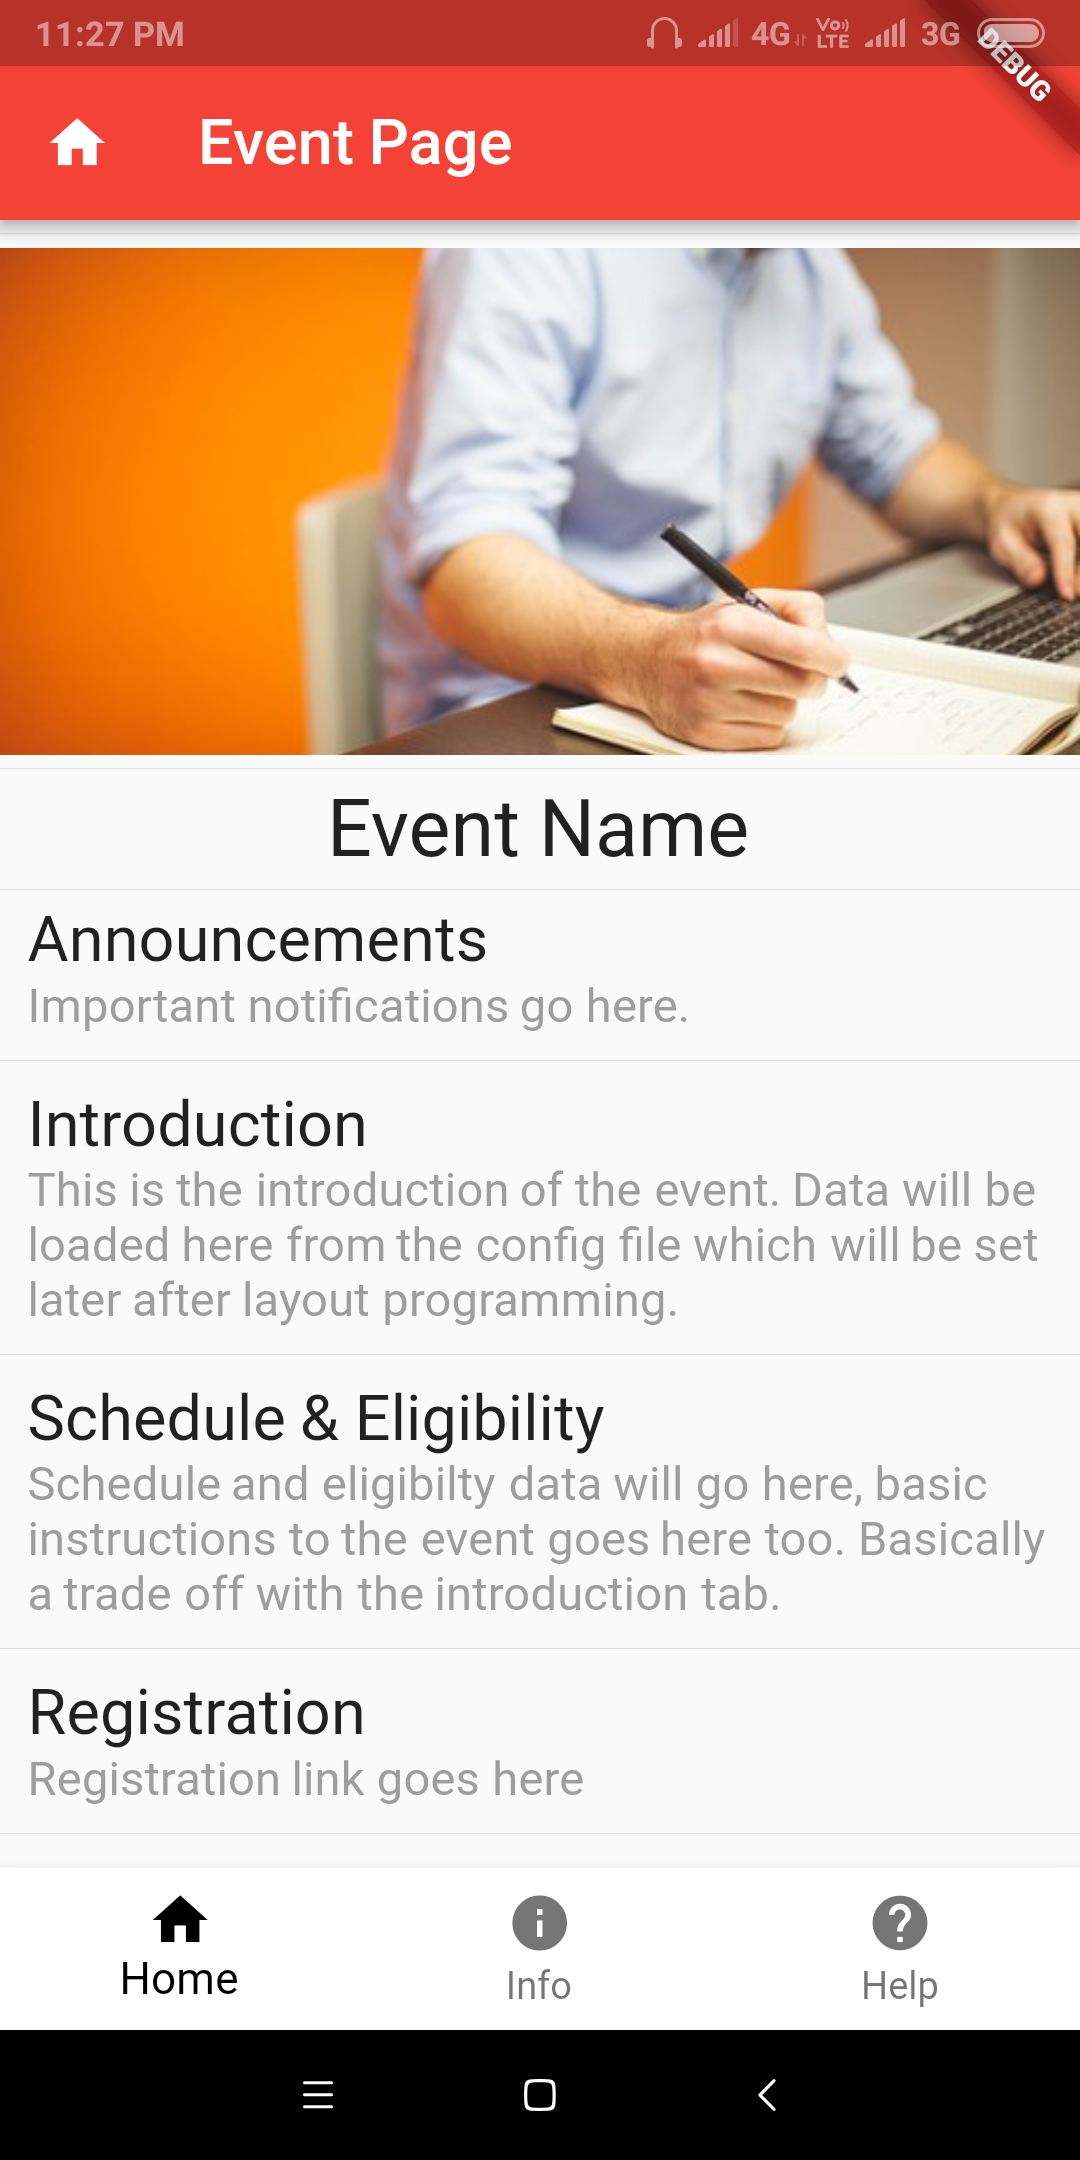 11:27 PM 4G Vo)) LTE 3G
DEBUG
Event Page
Event Name
Announcements
Important notifications go here.
Introduction
This is the introduction of the event. Data will be
loaded here from the config file which will be set
later after layout programming.
Schedule & Eligibility
Schedule and eligibilty data will go here, basic
instructions to the event goes here too. Basically
a trade off with the introduction tab.
Registration
Registration link goes here
Home Info Help